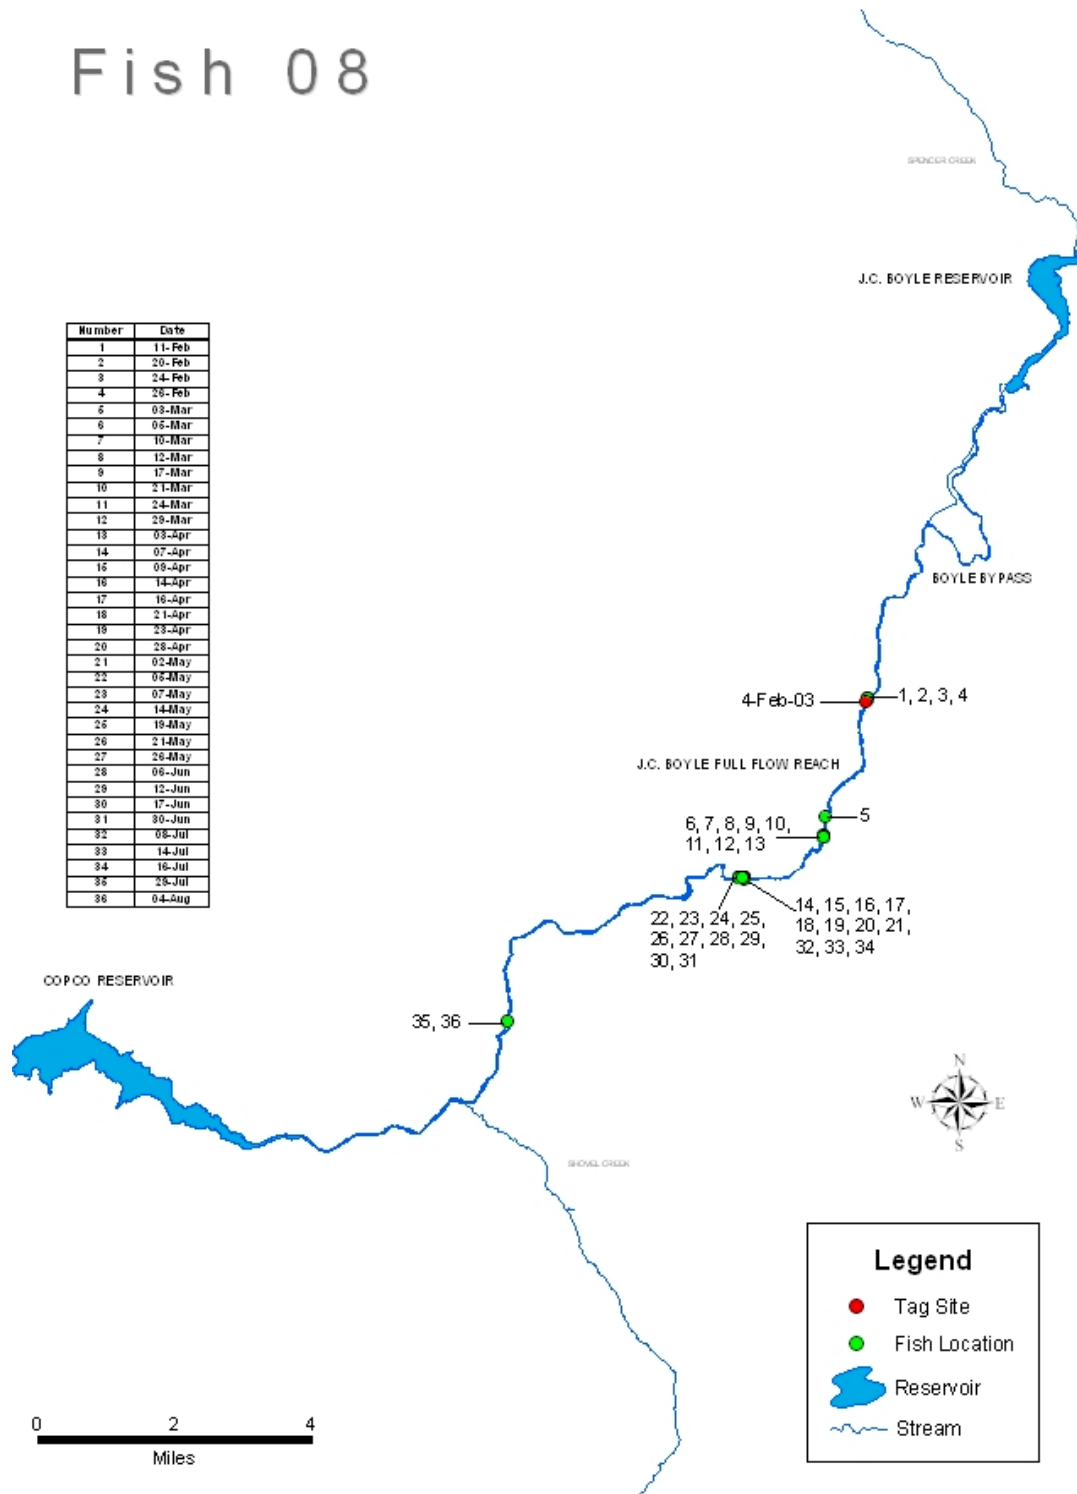 Fish 08
SPENCER CREEK
J.C. BOYLE RESERVOIR
Number Date
1 11-Feb
2 20-Feb
3 24-Feb
4 26-Feb
5 03-Mar
6 05-Mar
7 10-Mar
8 12-Mar
9 17-Mar
10 21-Mar
11 24-Mar
12 29-Mar
13 03-Apr
14 07-Apr
15 09-Apr
16 14-Apr
17 16-Apr
18 21-Apr
19 23-Apr
20 28-Apr
21 02-May
22 05-May
23 07-May
24 14-May
25 19-May
26 21-May
27 26-May
28 06-Jun
29 12-Jun
30 17-Jun
31 30-Jun
32 08-Jul
33 14-Jul
34 16-Jul
35 29-Jul
36 04-Aug
BOYLE BYPASS
4-Feb-03
1, 2, 3, 4
J.C. BOYLE FULL FLOW REACH
5
6, 7, 8, 9, 10,
11, 12, 13
22, 23, 24, 25,
26, 27, 28, 29,
30, 31
14, 15, 16, 17,
18, 19, 20, 21,
32, 33, 34
COPCO RESERVOIR
35, 36
N
W E
S
SHOVEL CREEK
Legend
Tag Site
Fish Location
Reservoir
Stream
0 2 4
Miles